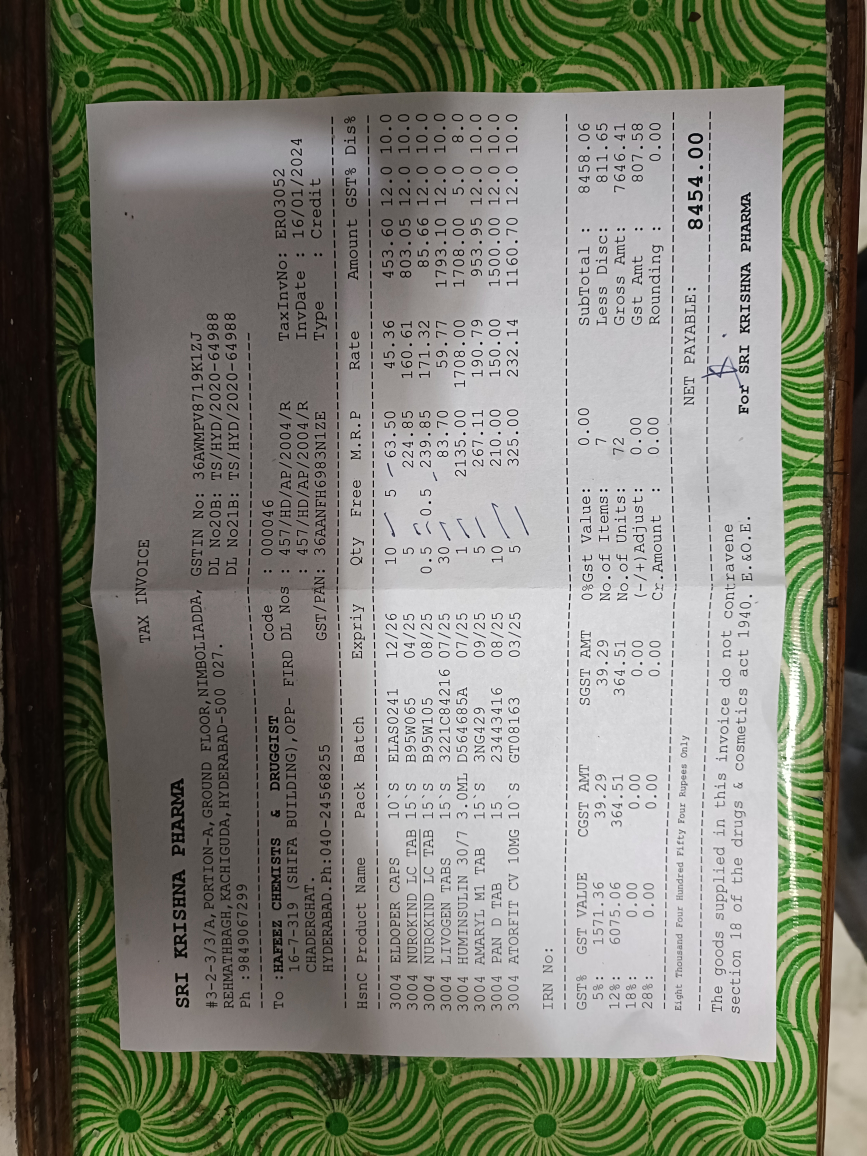 TAX INVOICE
SRI KRISHNA PHARMA
#3-2-3/3/A,PORTION-A,GROUND FLOOR,NIMBOLIADDA, GSTIN No: 36AWMPV8719K1ZJ
REHMATHBAGH,KACHIGUDA,HYDERABAD-500 027. DL No20B: TS/HYD/2020-64988
Ph :9849067299 DL No21B: TS/HYD/2020-64988
To :HAFEEZ CHEMISTS & DRUGGIST Code : 000046 TaxInvNo: ER03052
16-7-319 (SHIFA BUILDING),OPP- FIRD DL Nos : 457/HD/AP/2004/R InvDate : 16/01/2024
CHADERGHAT. : 457/HD/AP/2004/R Type : Credit
HYDERABAD.Ph:040-24568255 GST/PAN: 36AANFH6983N1ZE
HsnC Product Name Pack Batch Expriy Qty Free M.R.P Rate Amount GST% Dis%
3004 ELDOPER CAPS 10`S ELAS0241 12/26 10 5 63.50 45.36 453.60 12.0 10.0
3004 NUROKIND LC TAB 15`S B95W065 04/25 5 224.85 160.61 803.05 12.0 10.0
3004 NUROKIND LC TAB 15`S B95W105 08/25 0.5 0.5 239.85 171.32 85.66 12.0 10.0
3004 LIVOGEN TABS 15`S 3221C84216 07/25 30 83.70 59.77 1793.10 12.0 10.0
3004 HUMINSULIN 30/7 3.0ML D564685A 07/25 1 2135.00 1708.00 1708.00 5.0 8.0
3004 AMARYL M1 TAB 15`S 3NG429 09/25 5 267.11 190.79 953.95 12.0 10.0
3004 PAN D TAB 15 23443416 08/25 10 210.00 150.00 1500.00 12.0 10.0
3004 ATORFIT CV 10MG 10`S GT08163 03/25 5 325.00 232.14 1160.70 12.0 10.0
IRN No:
GST% GST VALUE CGST AMT SGST AMT 0%Gst Value: 0.00 SubTotal : 8458.06
5%: 1571.36 39.29 39.29 No.of Items: 7 Less Disc: 811.65
12%: 6075.06 364.51 364.51 No.of Units: 72 Gross Amt: 7646.41
18%: 0.00 0.00 0.00 (-/+)Adjust: 0.00 Gst Amt : 807.58
28%: 0.00 0.00 0.00 Cr.Amount : 0.00 Rounding : 0.00
Eight Thousand Four Hundred Fifty Four Rupees Only NET PAYABLE: 8454.00
The goods supplied in this invoice do not contravene
section 18 of the drugs & cosmetics act 1940. E.&O.E. For SRI KRISHNA PHARMA